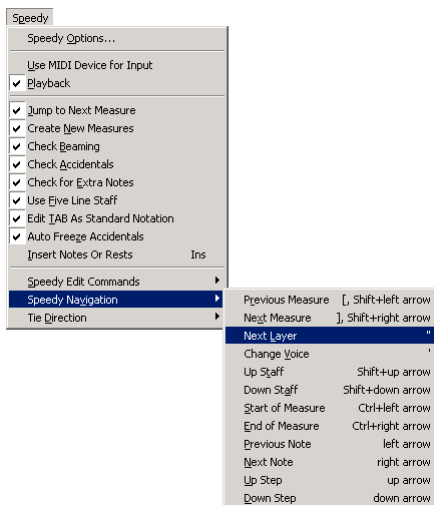 Speedy
Speedy Options...
Use MIDI Device for Input
Playback
Jump to Next Measure
Create New Measures
Check Beaming
Check Accidentals
Check for Extra Notes
Use Five Line Staff
Edit TAB As Standard Notation
Auto Freeze Accidentals
Insert Notes Or Rests Ins
Speedy Edit Commands
Speedy Navigation
Tie Direction
Previous Measure [, Shift+left arrow
Next Measure ], Shift+right arrow
Next Layer "
Change Voice '
Up Staff Shift+up arrow
Down Staff Shift+down arrow
Start of Measure Ctrl+left arrow
End of Measure Ctrl+right arrow
Previous Note left arrow
Next Note right arrow
Up Step up arrow
Down Step down arrow